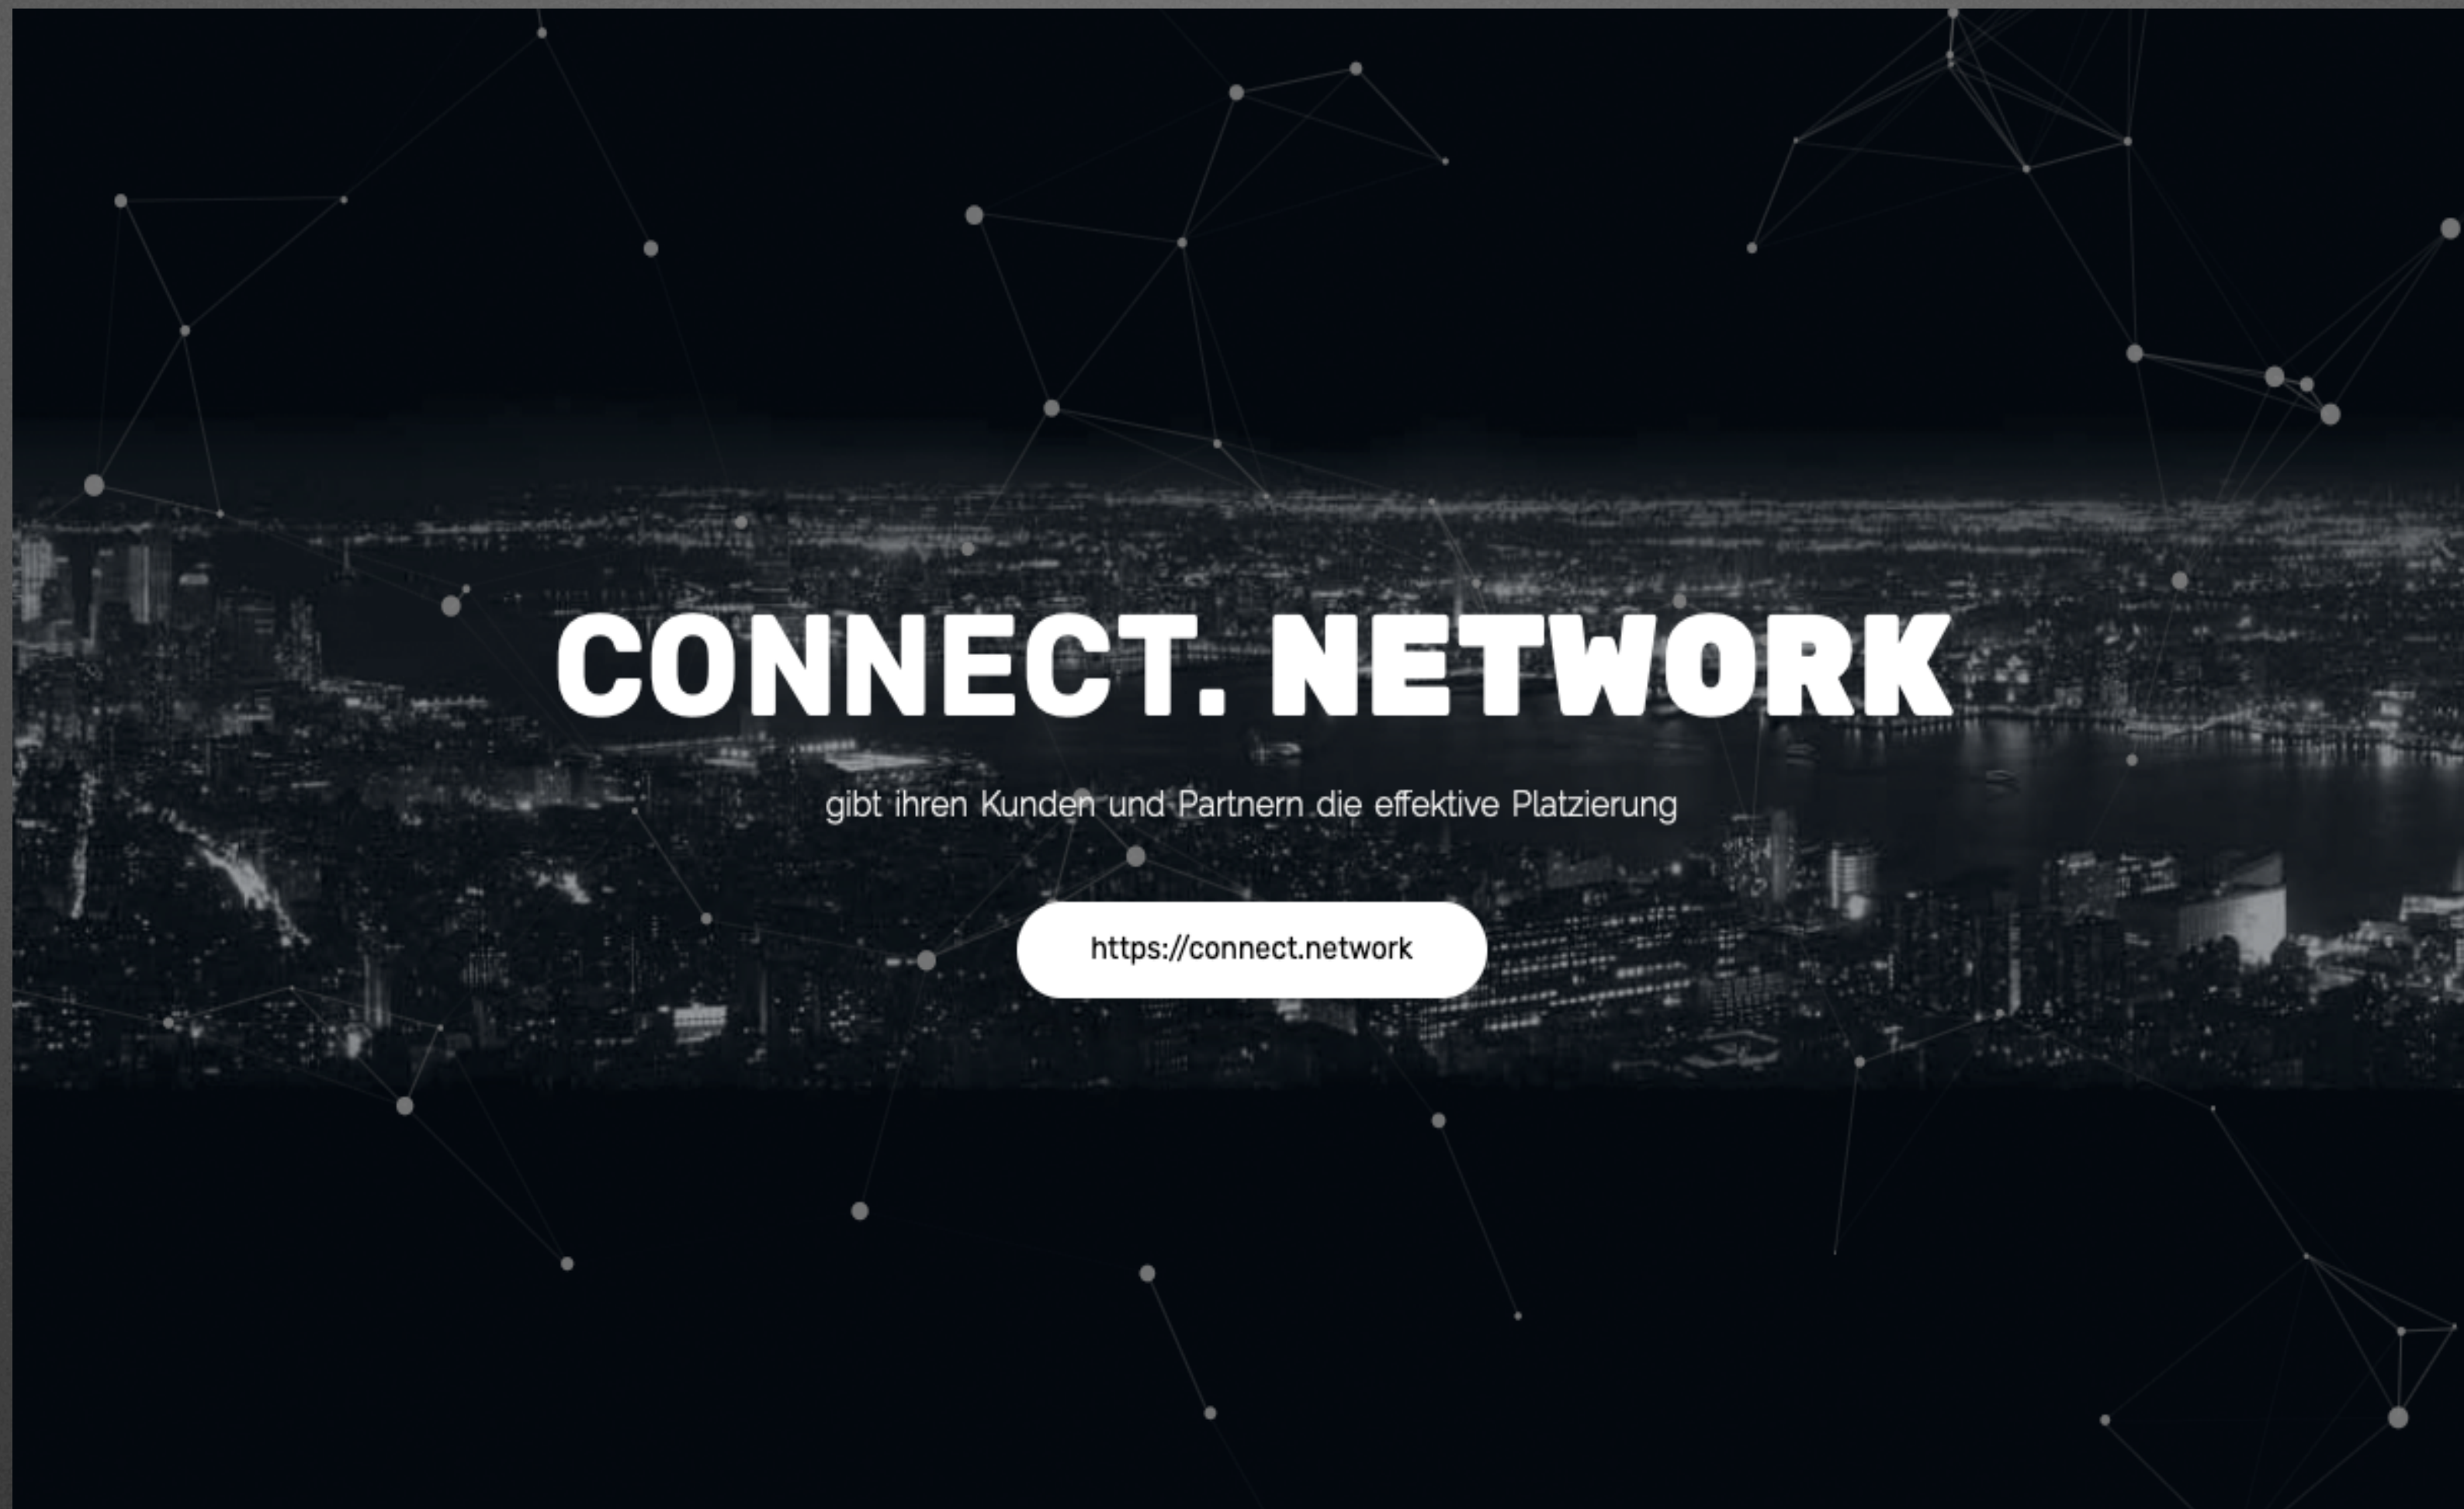 CONNECT. NETWORK
gibt ihren Kunden und Partnern die effektive Platzierung
https://connect.network